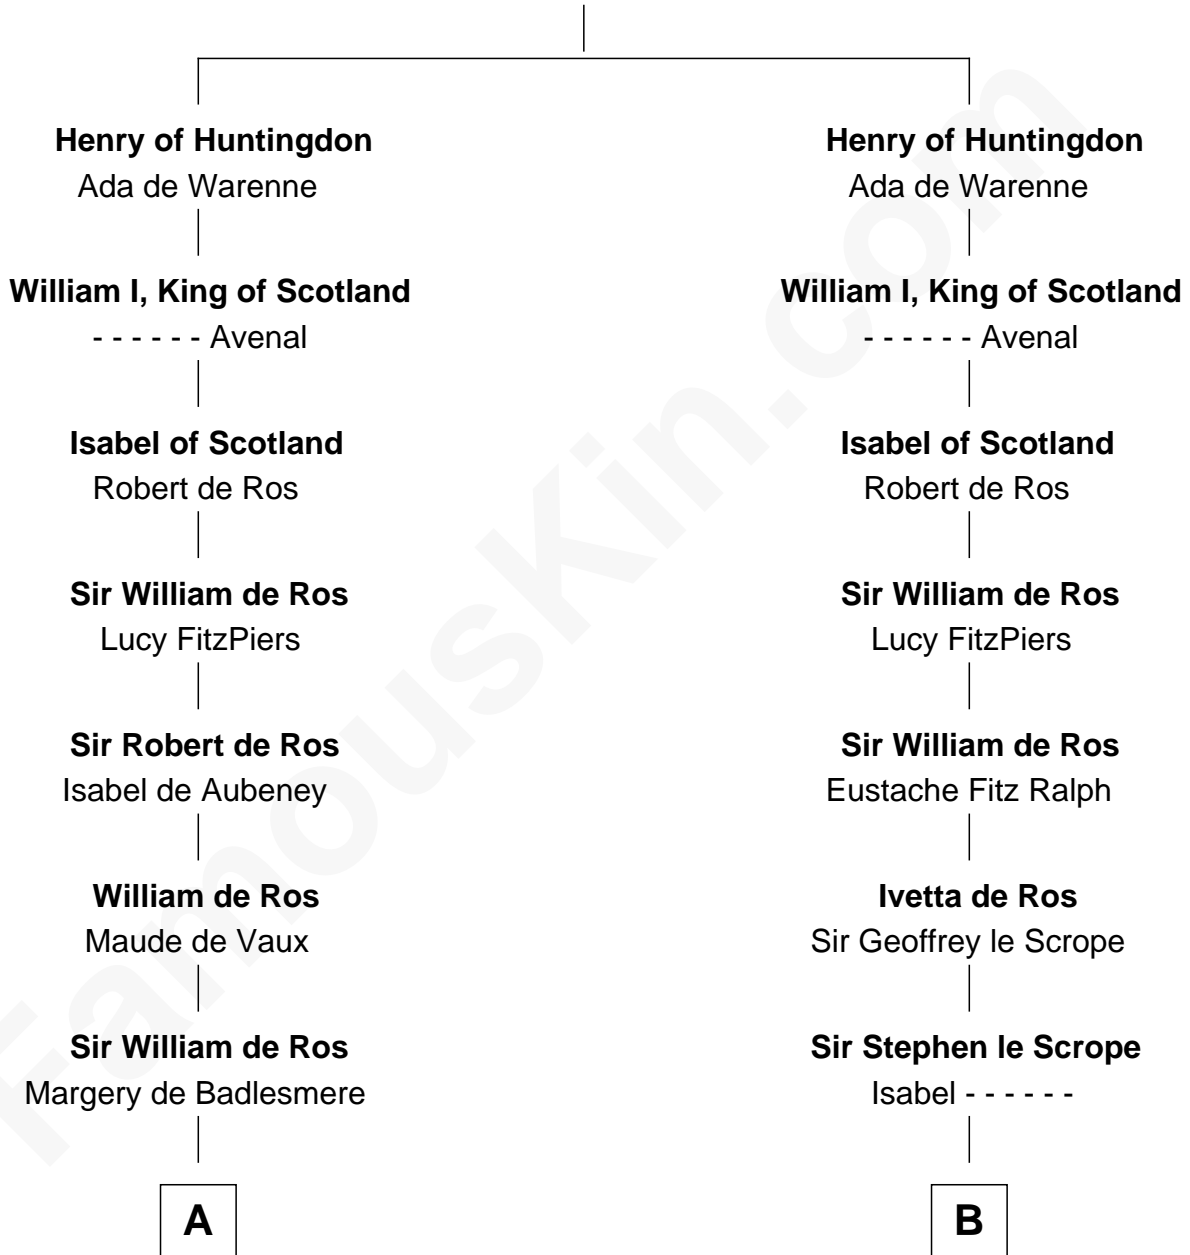 Henry of Huntingdon
Ada de Warenne
William I, King of Scotland
- - - - - - Avenal
Isabel of Scotland
Robert de Ros
Sir William de Ros
Lucy FitzPiers
Sir Robert de Ros
Isabel de Aubeney
William de Ros
Maude de Vaux
Sir William de Ros
Margery de Badlesmere
A
Henry of Huntingdon
Ada de Warenne
William I, King of Scotland
- - - - - - Avenal
Isabel of Scotland
Robert de Ros
Sir William de Ros
Lucy FitzPiers
Sir William de Ros
Eustache Fitz Ralph
Ivetta de Ros
Sir Geoffrey le Scrope
Sir Stephen le Scrope
Isabel - - - - - -
B
FamousKin.com